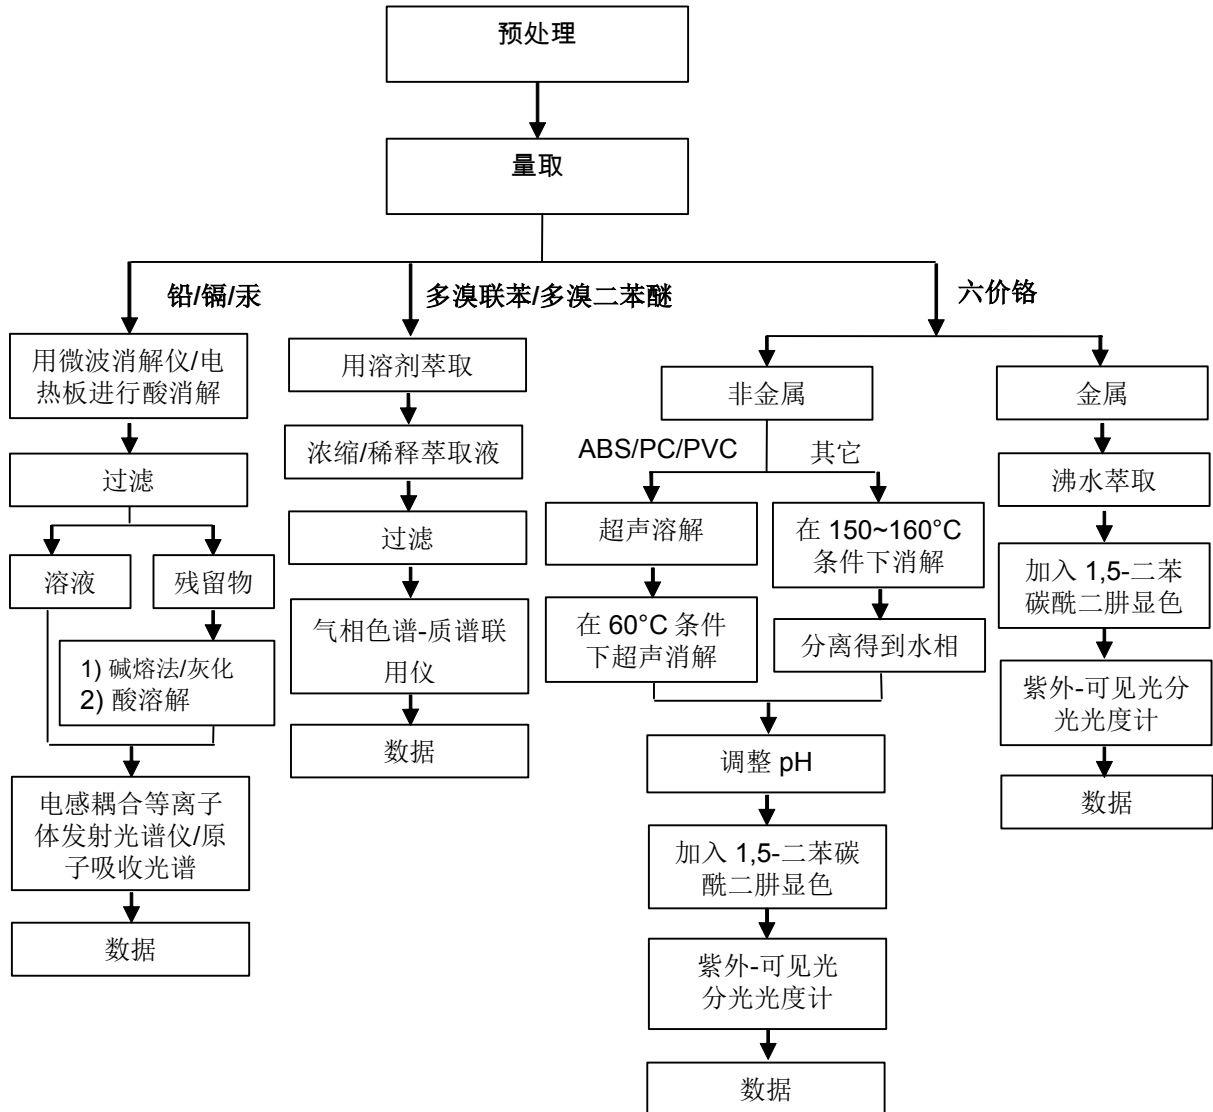 预处理
量取
铅/镉/汞
多溴联苯/多溴二苯醚
六价铬
用微波消解仪/电
热板进行酸消解
过滤
溶液
残留物
1) 碱熔法/灰化
2) 酸溶解
电感耦合等离子
体发射光谱仪/原
子吸收光谱
数据
用溶剂萃取
浓缩/稀释萃取液
过滤
气相色谱-质谱联
用仪
数据
非金属
ABS/PC/PVC
其它
超声溶解
在 60°C 条件
下超声消解
在 150~160°C
条件下消解
分离得到水相
调整 pH
加入 1,5-二苯碳
酰二肼显色
紫外-可见光
分光光度计
数据
金属
沸水萃取
加入 1,5-二苯
碳酰二肼显色
紫外-可见光分
光光度计
数据